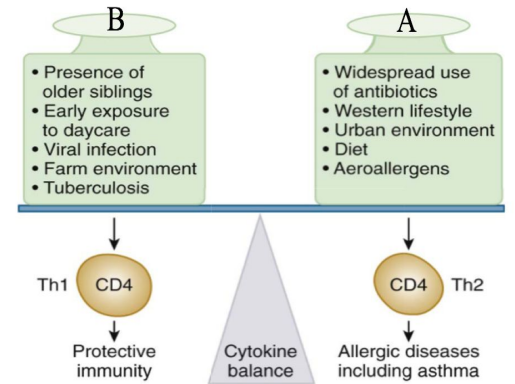 B
• Presence of
older siblings
• Early exposure
to daycare
• Viral infection
• Farm environment
• Tuberculosis
A
• Widespread use
of antibiotics
• Western lifestyle
• Urban environment
• Diet
• Aeroallergens
Th1
CD4
CD4
Th2
Protective
immunity
Cytokine
balance
Allergic diseases
including asthma